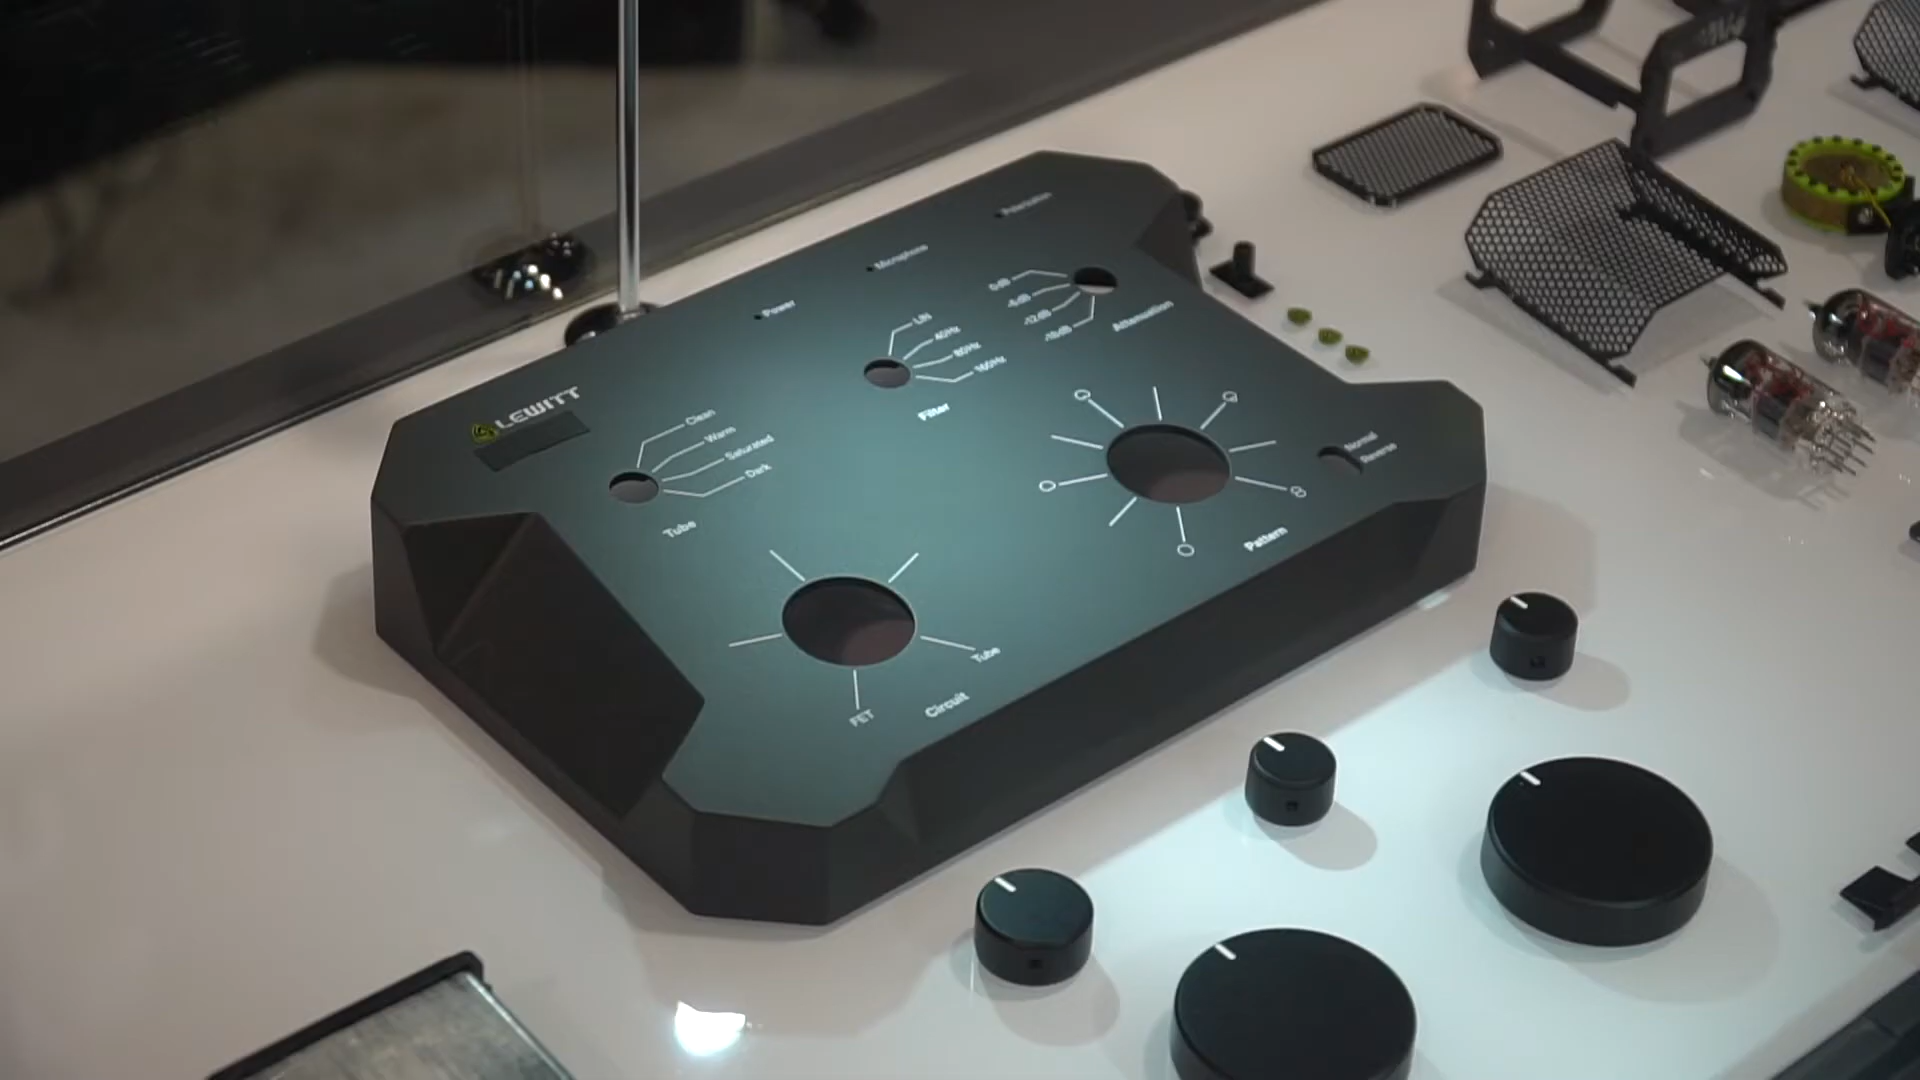 Polarization
Microphone
Power
LEWITT
LIN
40Hz
80Hz
160Hz
Filter
0dB
-6dB
-12dB
-18dB
Attenuation
Clean
Warm
Saturated
Dark
Tube
Normal
Reverse
Pattern
Tube
FET
Circuit